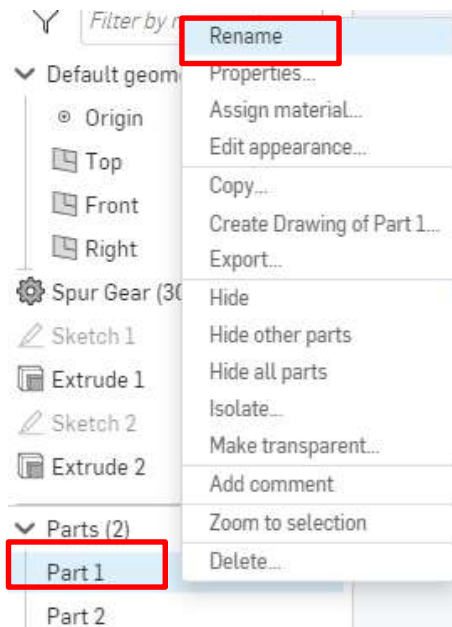 Filter by n
Default geom
Origin
Top
Front
Right
Spur Gear (30
Sketch 1
Extrude 1
Sketch 2
Extrude 2
Parts (2)
Part 1
Part 2
Rename
Properties...
Assign material...
Edit appearance...
Copy...
Create Drawing of Part 1...
Export...
Hide
Hide other parts
Hide all parts
Isolate...
Make transparent...
Add comment
Zoom to selection
Delete...